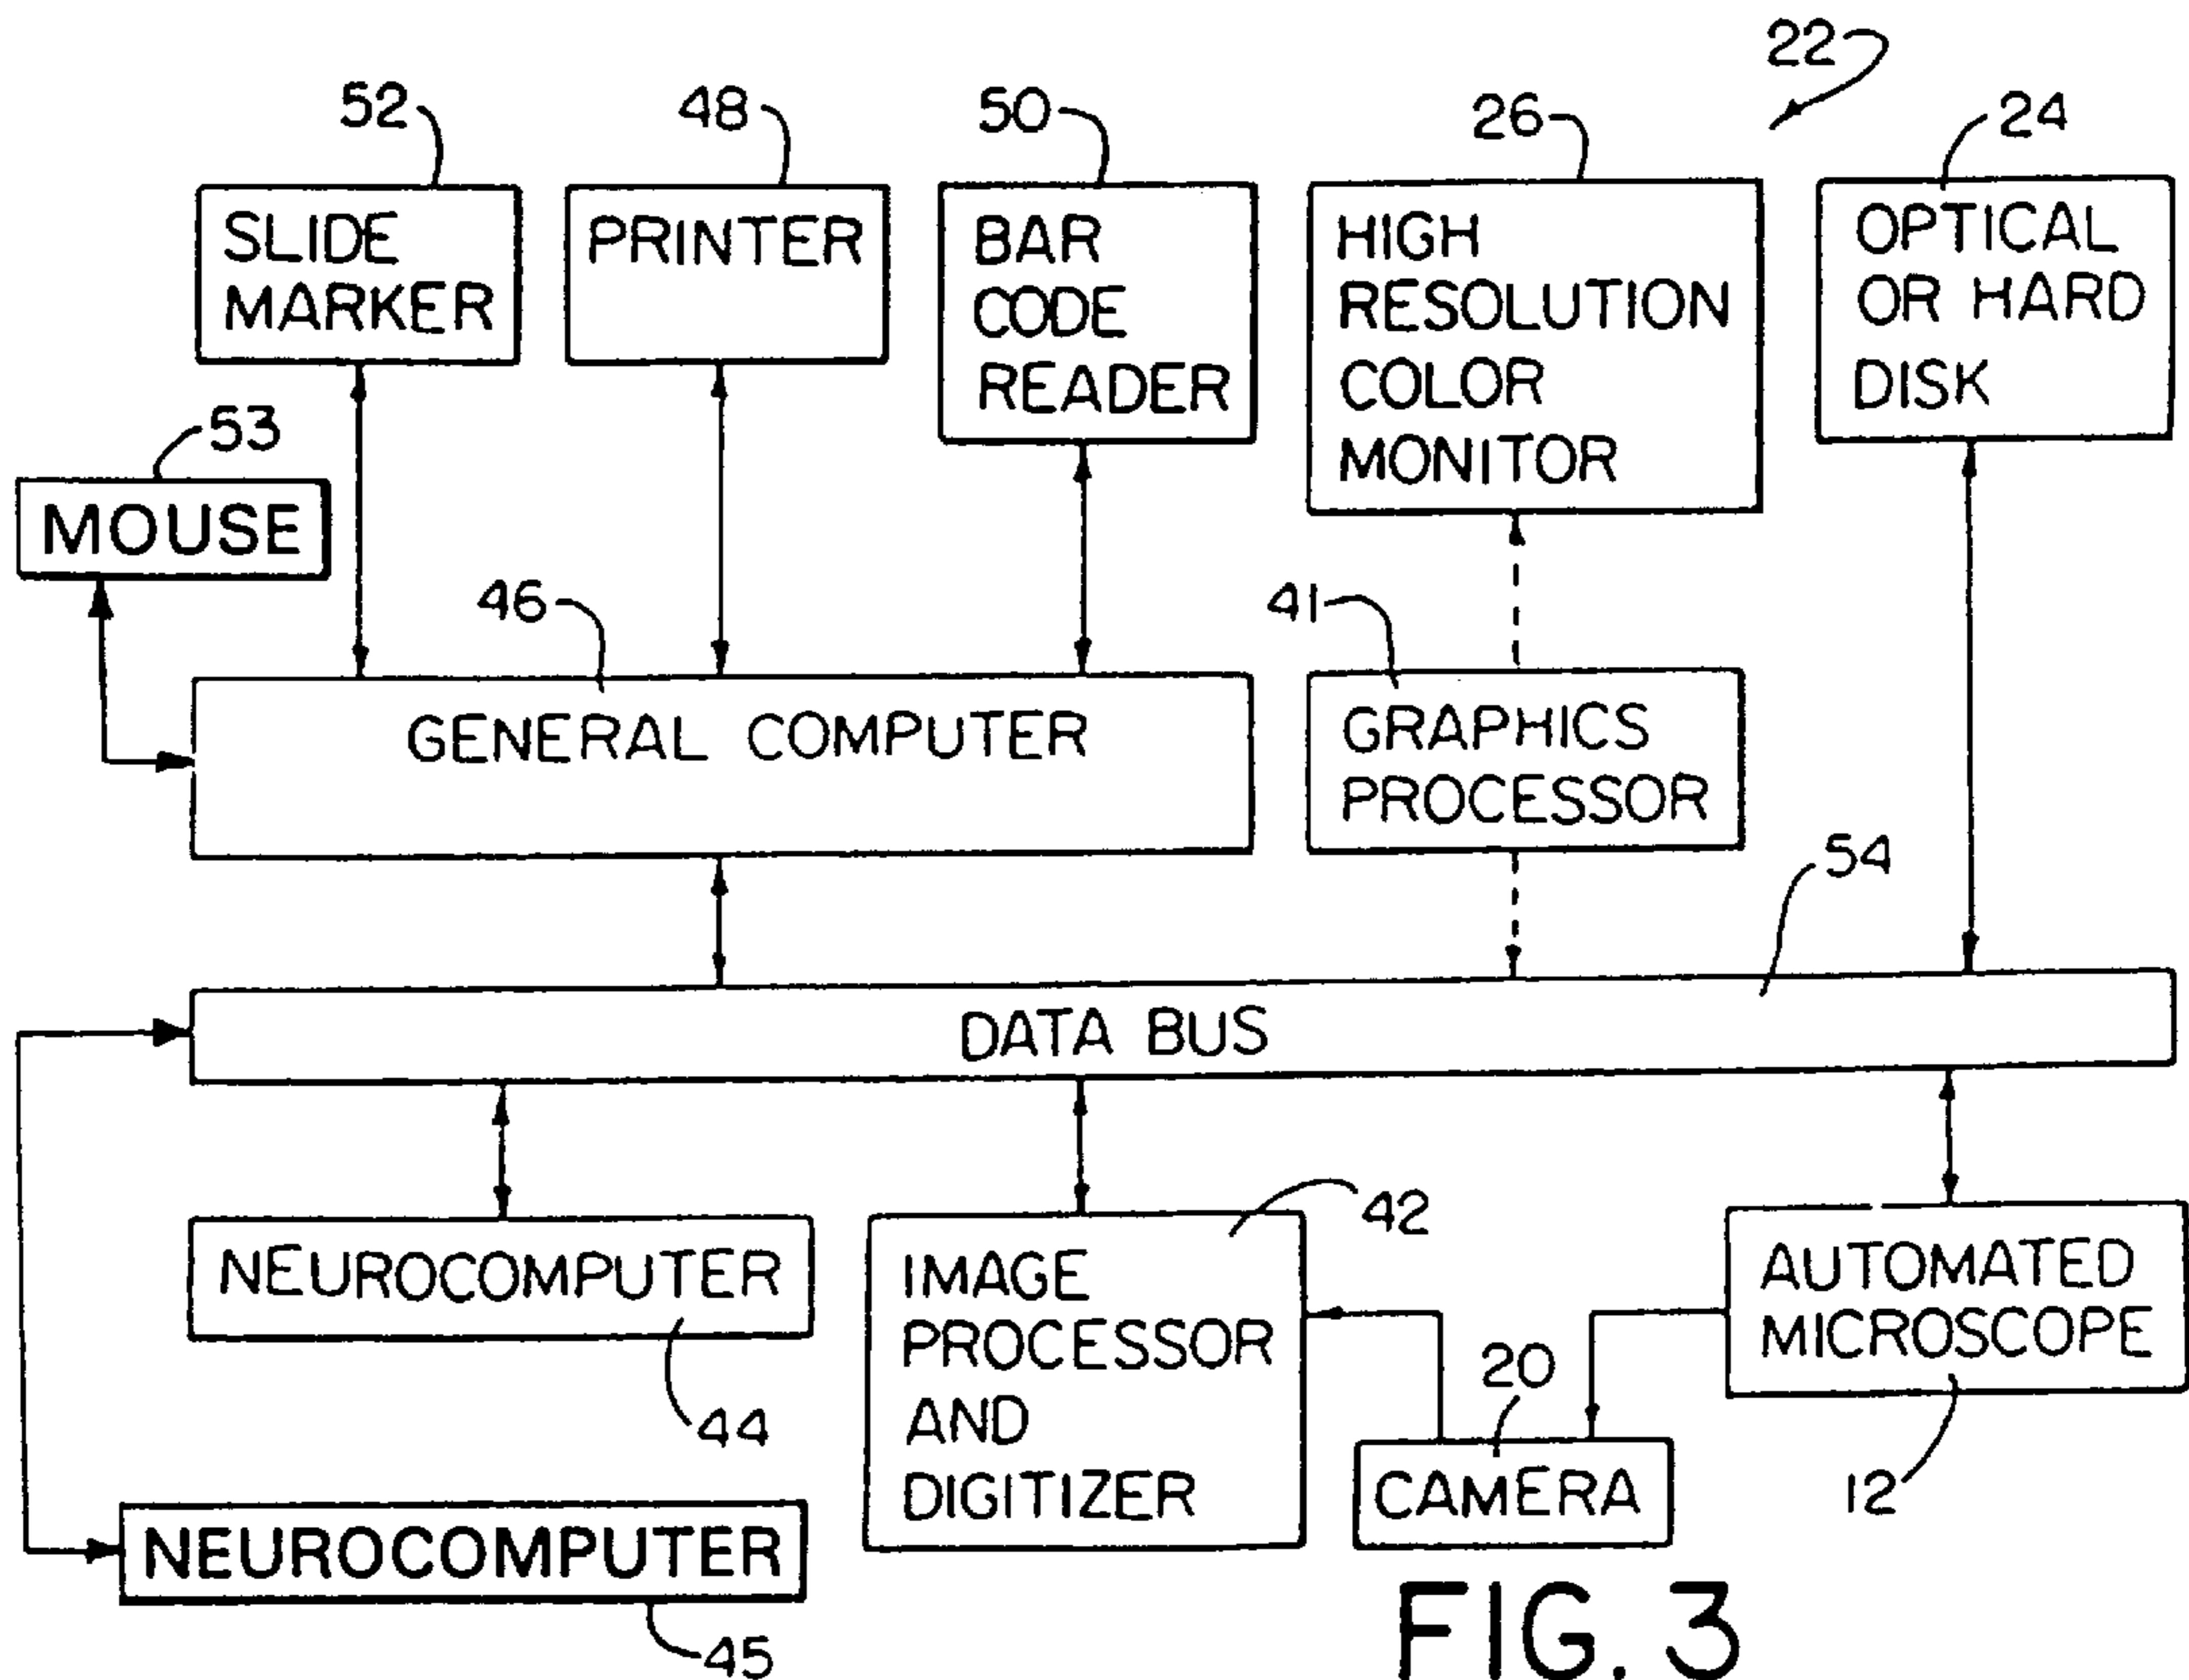 22
52
48
50
26
24
SLIDE
MARKER
PRINTER
BAR
CODE
READER
HIGH
RESOLUTION
COLOR
MONITOR
OPTICAL
OR HARD
DISK
53
MOUSE
46
41
GENERAL COMPUTER
GRAPHICS
PROCESSOR
54
DATA BUS
42
NEUROCOMPUTER
44
IMAGE
PROCESSOR
AND
DIGITIZER
AUTOMATED
MICROSCOPE
20
CAMERA
12
NEUROCOMPUTER
45
FIG. 3